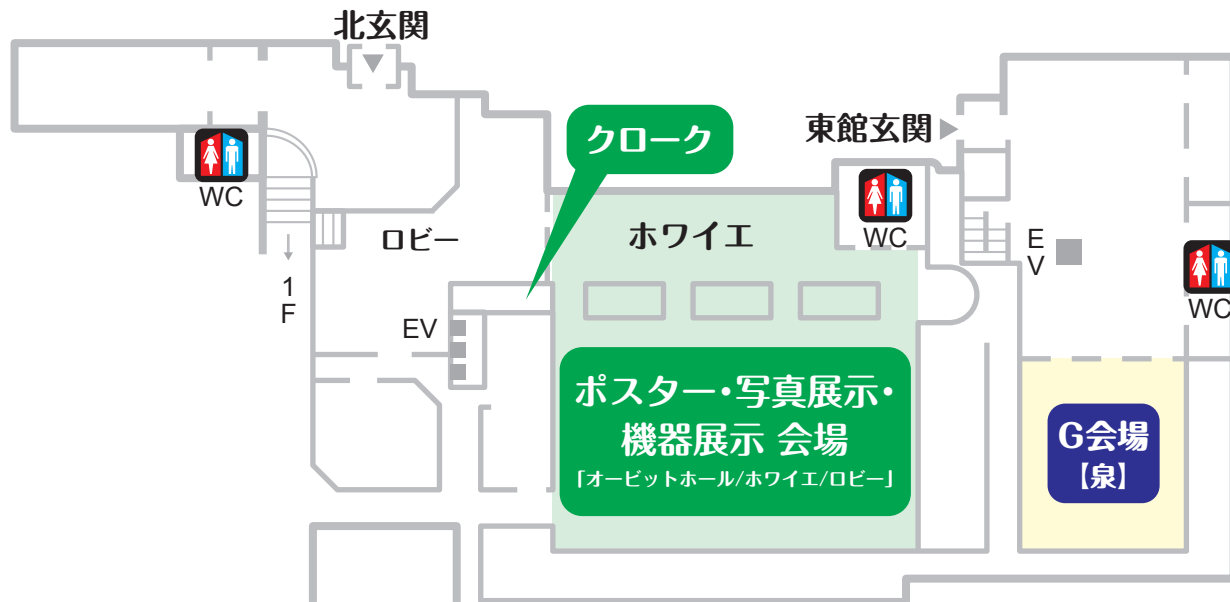 北玄関
クローク
東館玄関
WC
ロビー
ホワイエ
WC
E
V
WC
1
F
EV
ポスター・写真展示・
機器展示 会場
「オービットホール/ホワイエ/ロビー」
G会場
【泉】